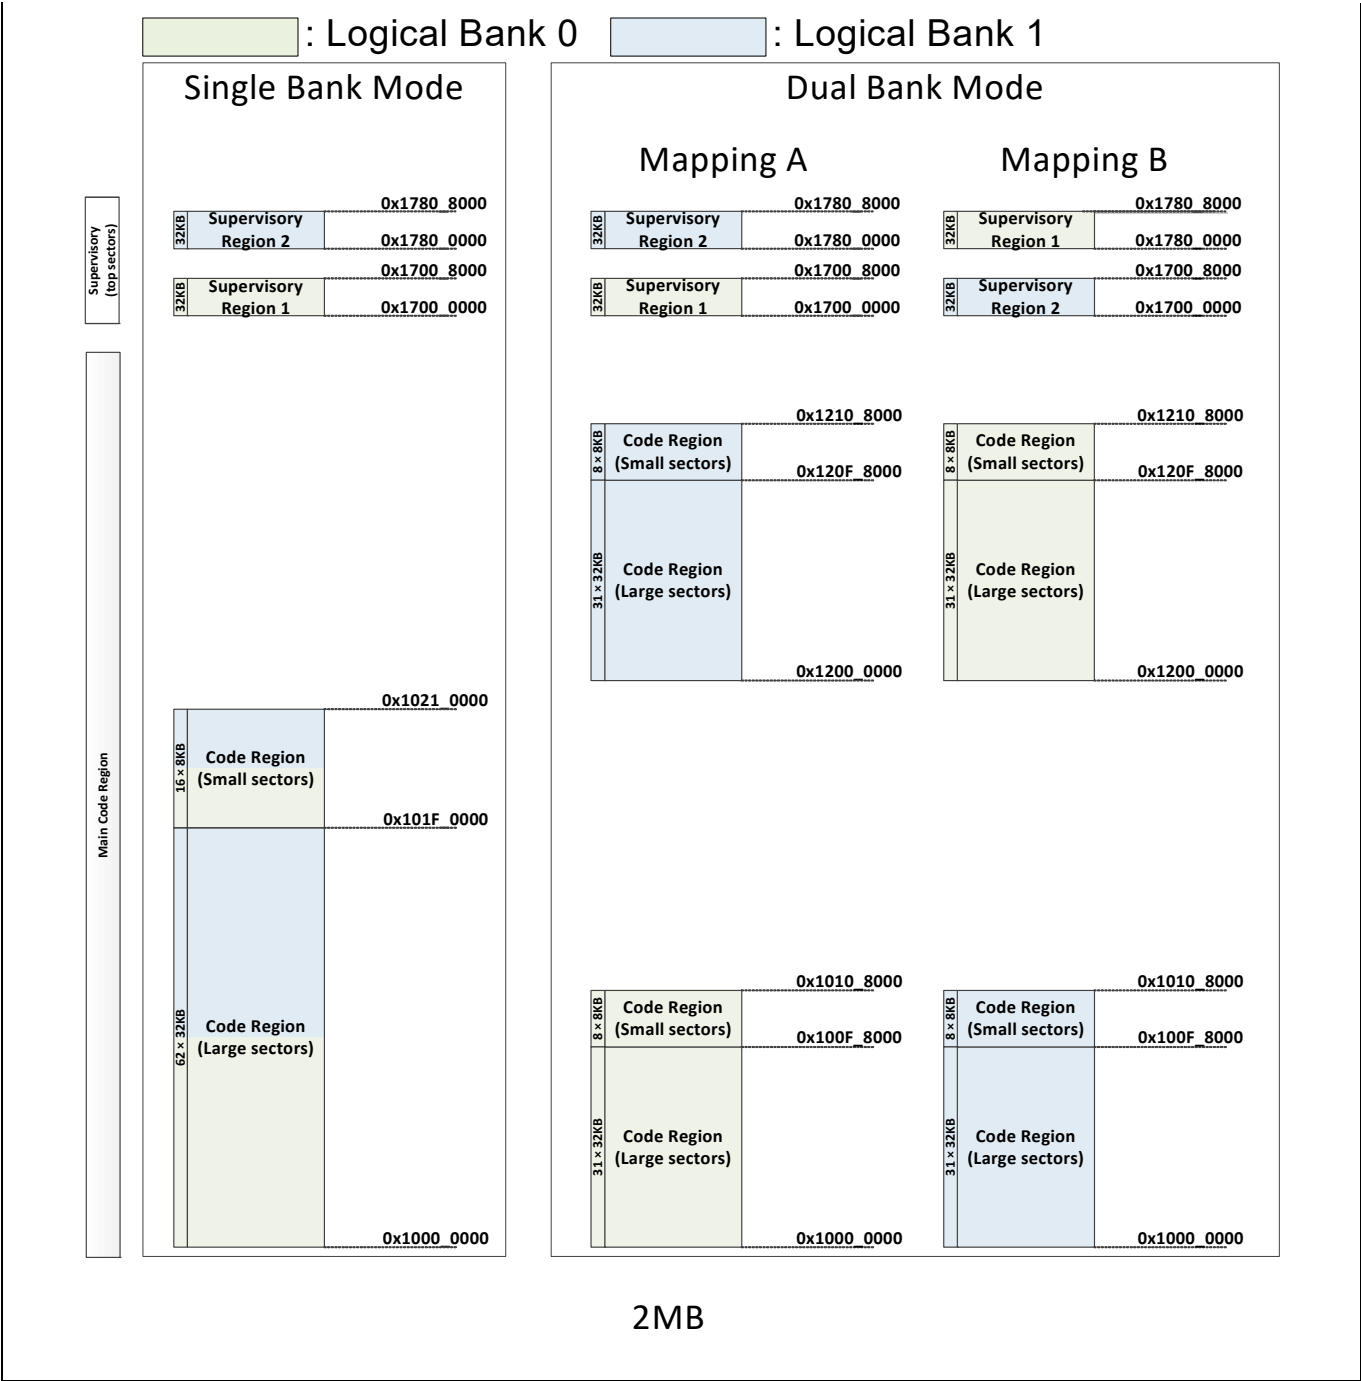 : Logical Bank 0
: Logical Bank 1
Single Bank Mode
Dual Bank Mode
Mapping A
Mapping B
Supervisory
(top sectors)
Main Code Region
32KB
Supervisory
Region 2
0x1780_8000
0x1780_0000
32KB
Supervisory
Region 1
0x1700_8000
0x1700_0000
0x1021_0000
16 × 8KB
Code Region
(Small sectors)
0x101F_0000
62 × 32KB
Code Region
(Large sectors)
0x1000_0000
32KB
Supervisory
Region 2
0x1780_8000
0x1780_0000
32KB
Supervisory
Region 1
0x1700_8000
0x1700_0000
0x1210_8000
8 × 8KB
Code Region
(Small sectors)
0x120F_8000
31 × 32KB
Code Region
(Large sectors)
0x1200_0000
0x1010_8000
8 × 8KB
Code Region
(Small sectors)
0x100F_8000
31 × 32KB
Code Region
(Large sectors)
0x1000_0000
32KB
Supervisory
Region 1
0x1780_8000
0x1780_0000
32KB
Supervisory
Region 2
0x1700_8000
0x1700_0000
0x1210_8000
8 × 8KB
Code Region
(Small sectors)
0x120F_8000
31 × 32KB
Code Region
(Large sectors)
0x1200_0000
0x1010_8000
8 × 8KB
Code Region
(Small sectors)
0x100F_8000
31 × 32KB
Code Region
(Large sectors)
0x1000_0000
2MB